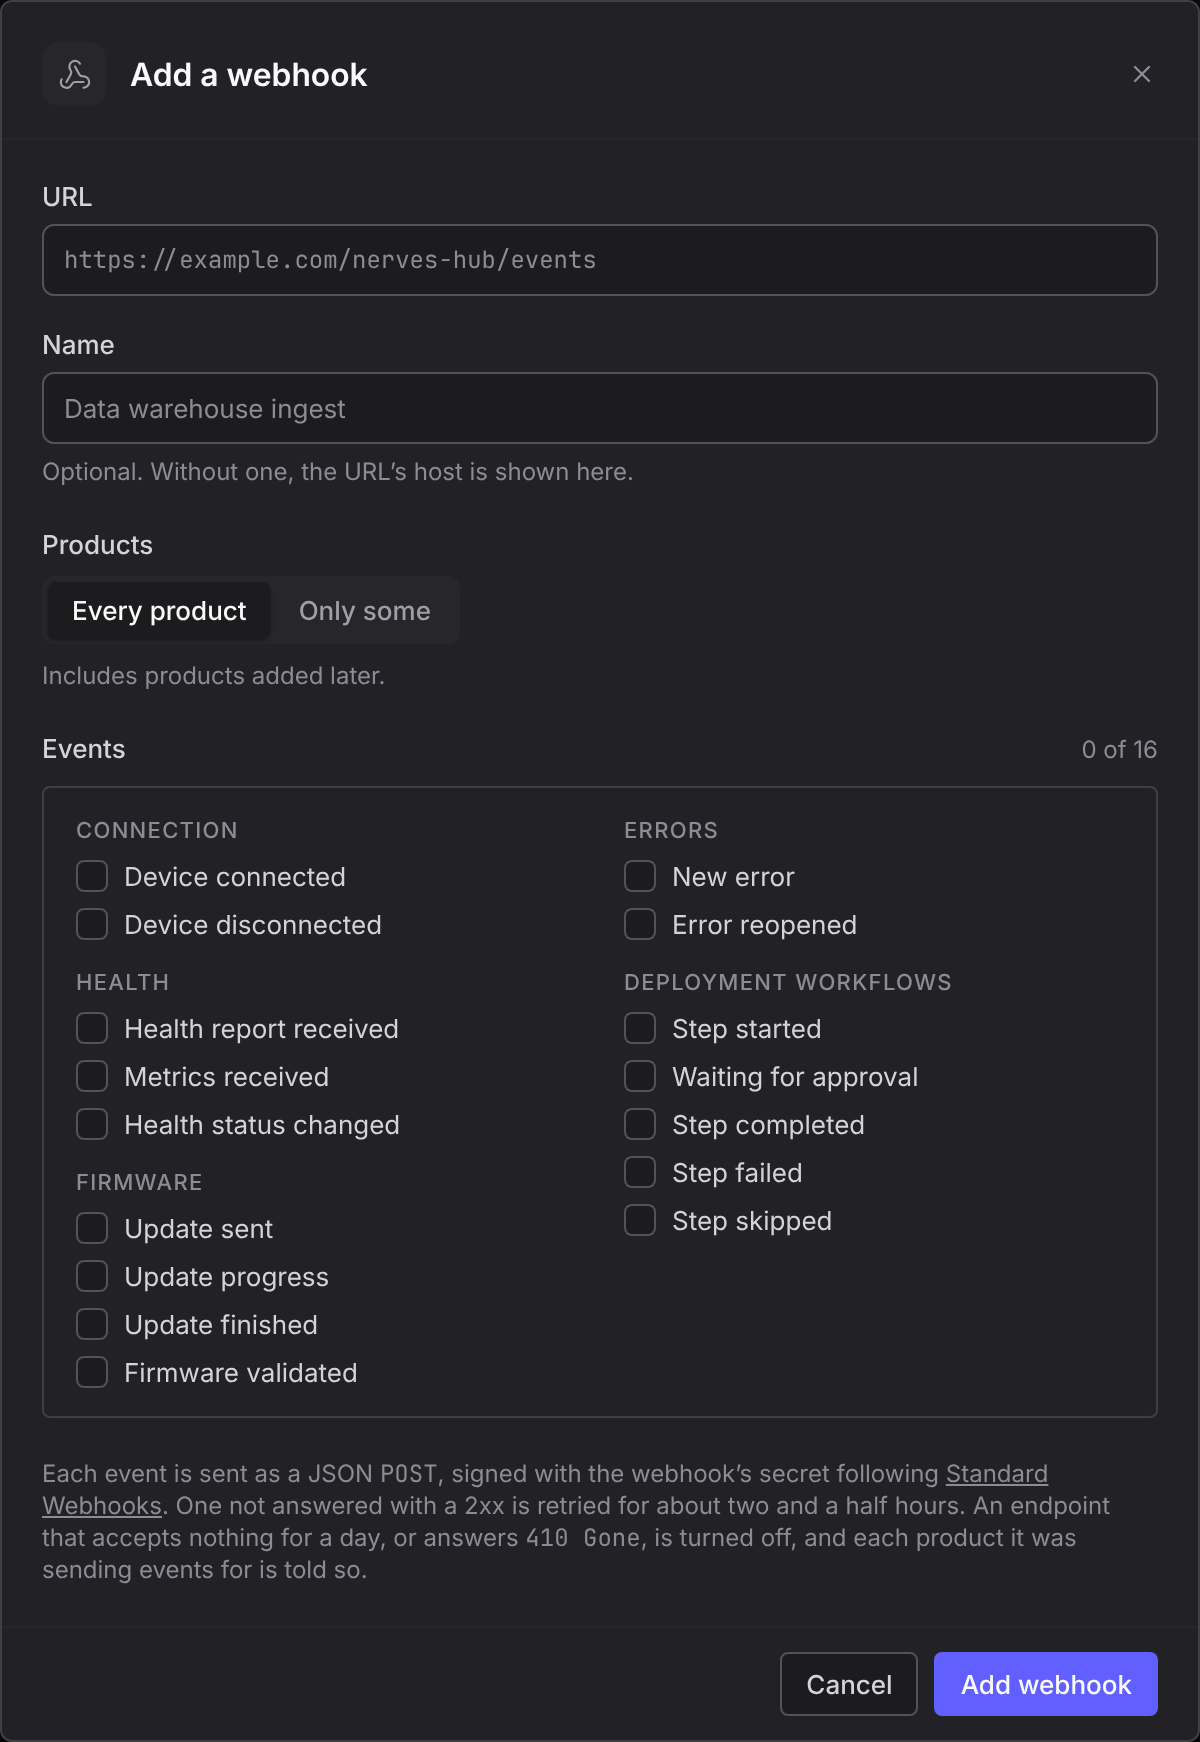 Add a webhook
URL
https://example.com/nerves-hub/events
Name
Data warehouse ingest
Optional. Without one, the URL’s host is shown here.
Products
Every product
Only some
Includes products added later.
Events
0 of 16
CONNECTION
Device connected
Device disconnected
HEALTH
Health report received
Metrics received
Health status changed
FIRMWARE
Update sent
Update progress
Update finished
Firmware validated
ERRORS
New error
Error reopened
DEPLOYMENT WORKFLOWS
Step started
Waiting for approval
Step completed
Step failed
Step skipped
Each event is sent as a JSON POST, signed with the webhook’s secret following Standard
Webhooks. One not answered with a 2xx is retried for about two and a half hours. An endpoint
that accepts nothing for a day, or answers 410 Gone, is turned off, and each product it was
sending events for is told so.
Cancel
Add webhook